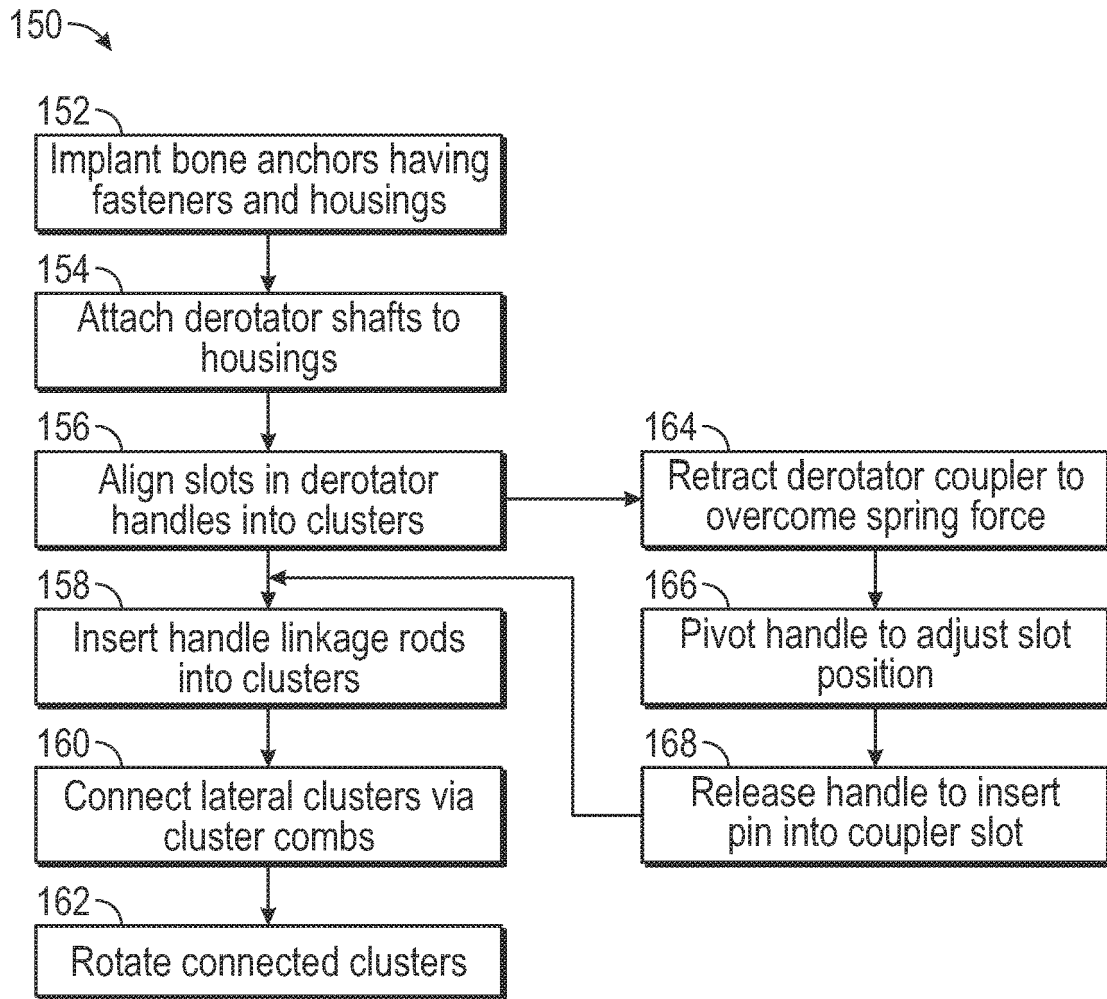 150
152
Implant bone anchors having
fasteners and housings
154
Attach derotator shafts to
housings
156
Align slots in derotator
handles into clusters
158
Insert handle linkage rods
into clusters
160
Connect lateral clusters via
cluster combs
162
Rotate connected clusters
164
Retract derotator coupler to
overcome spring force
166
Pivot handle to adjust slot
position
168
Release handle to insert
pin into coupler slot